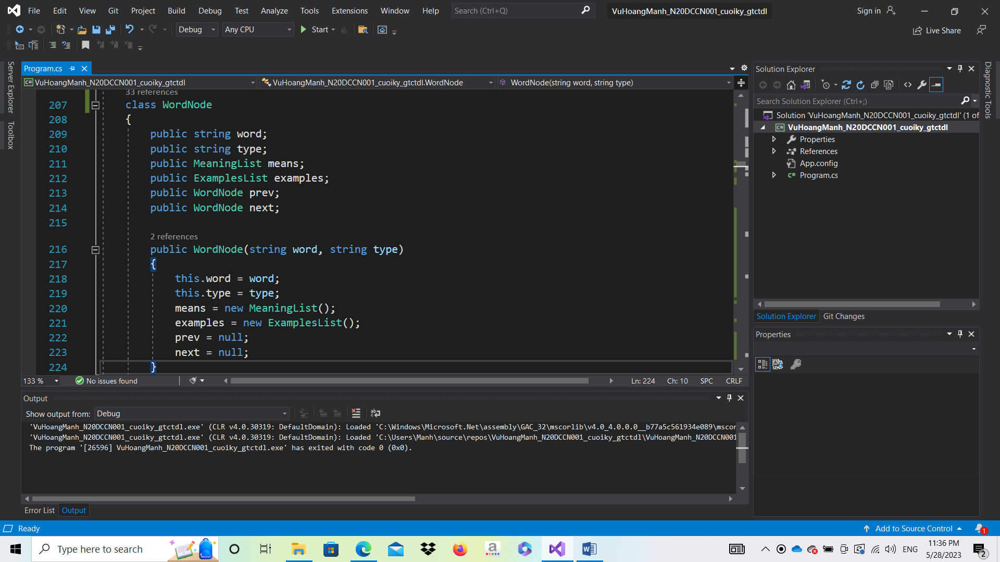 File Edit View Git Project Build Debug Test Analyze Tools Extensions Window Help Search (Ctrl+Q) VuHoangManh_N20DCCN001_cuoiky_gtctdl Sign in
Debug Any CPU Start Live Share
Server Explorer
Toolbox
Program.cs
VuHoangManh_N20DCCN001_cuoiky_gtctdl VuHoangManh_N20DCCN001_cuoiky_gtctdl.WordNode WordNode(string word, string type)
33 references
207 class WordNode
208 {
209 public string word;
210 public string type;
211 public MeaningList means;
212 public ExamplesList examples;
213 public WordNode prev;
214 public WordNode next;
215
2 references
216 public WordNode(string word, string type)
217 {
218 this.word = word;
219 this.type = type;
220 means = new MeaningList();
221 examples = new ExamplesList();
222 prev = null;
223 next = null;
224 }
133 % No issues found Ln: 224 Ch: 10 SPC CRLF
Output
Show output from: Debug
'VuHoangManh_N20DCCN001_cuoiky_gtctdl.exe' (CLR v4.0.30319: DefaultDomain): Loaded 'C:\Windows\Microsoft.Net\assembly\GAC_32\mscorlib\v4.0_4.0.0.0__b77a5c561934e089\mscor
'VuHoangManh_N20DCCN001_cuoiky_gtctdl.exe' (CLR v4.0.30319: DefaultDomain): Loaded 'C:\Users\Manh\source\repos\VuHoangManh_N20DCCN001_cuoiky_gtctdl\VuHoangManh_N20DCCN001
The program '[26596] VuHoangManh_N20DCCN001_cuoiky_gtctdl.exe' has exited with code 0 (0x0).
Error List Output
Solution Explorer
Search Solution Explorer (Ctrl+;)
Solution 'VuHoangManh_N20DCCN001_cuoiky_gtctdl' (1 of
C# VuHoangManh_N20DCCN001_cuoiky_gtctdl
Properties
References
App.config
C# Program.cs
Solution Explorer Git Changes
Properties
Diagnostic Tools
Ready Add to Source Control 1
Type here to search ENG 11:36 PM
5/28/2023 2